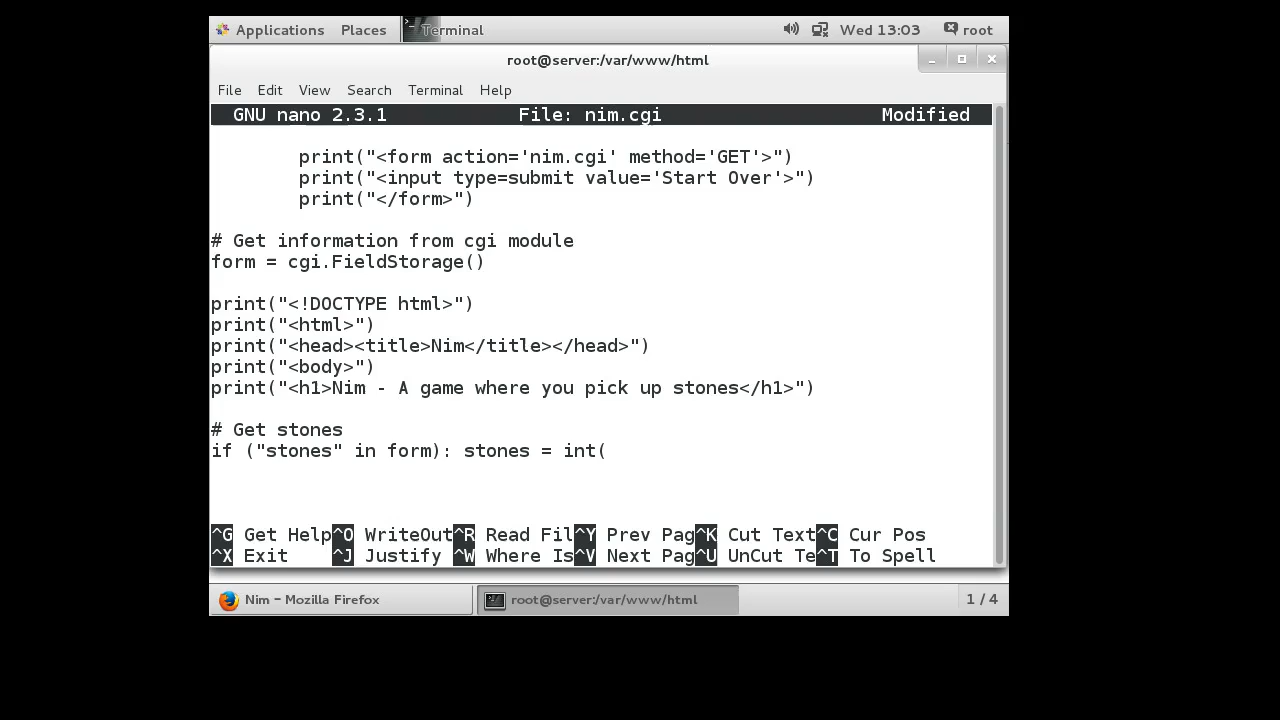 Applications Places Terminal Wed 13:03 root
root@server:/var/www/html
File Edit View Search Terminal Help
GNU nano 2.3.1 File: nim.cgi Modified
print("<form action='nim.cgi' method='GET'>")
print("<input type=submit value='Start Over'>")
print("</form>")
# Get information from cgi module
form = cgi.FieldStorage()
print("<!DOCTYPE html>")
print("<html>")
print("<head><title>Nim</title></head>")
print("<body>")
print("<h1>Nim - A game where you pick up stones</h1>")
# Get stones
if ("stones" in form): stones = int(
^G Get Help^O WriteOut^R Read Fil^Y Prev Pag^K Cut Text^C Cur Pos
^X Exit ^J Justify ^W Where Is^V Next Pag^U UnCut Te^T To Spell
Nim - Mozilla Firefox root@server:/var/www/html 1 / 4